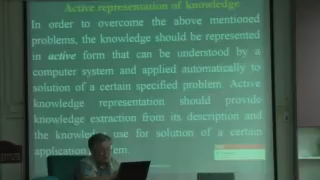 Active representation of knowledge
In order to overcome the above mentioned
problems, the knowledge should be represented
in active form that can be understood by a
computer system and applied automatically to
solution of a certain specified problem. Active
knowledge representation should provide
knowledge extraction from its description and
the knowledge use for solution of a certain
application